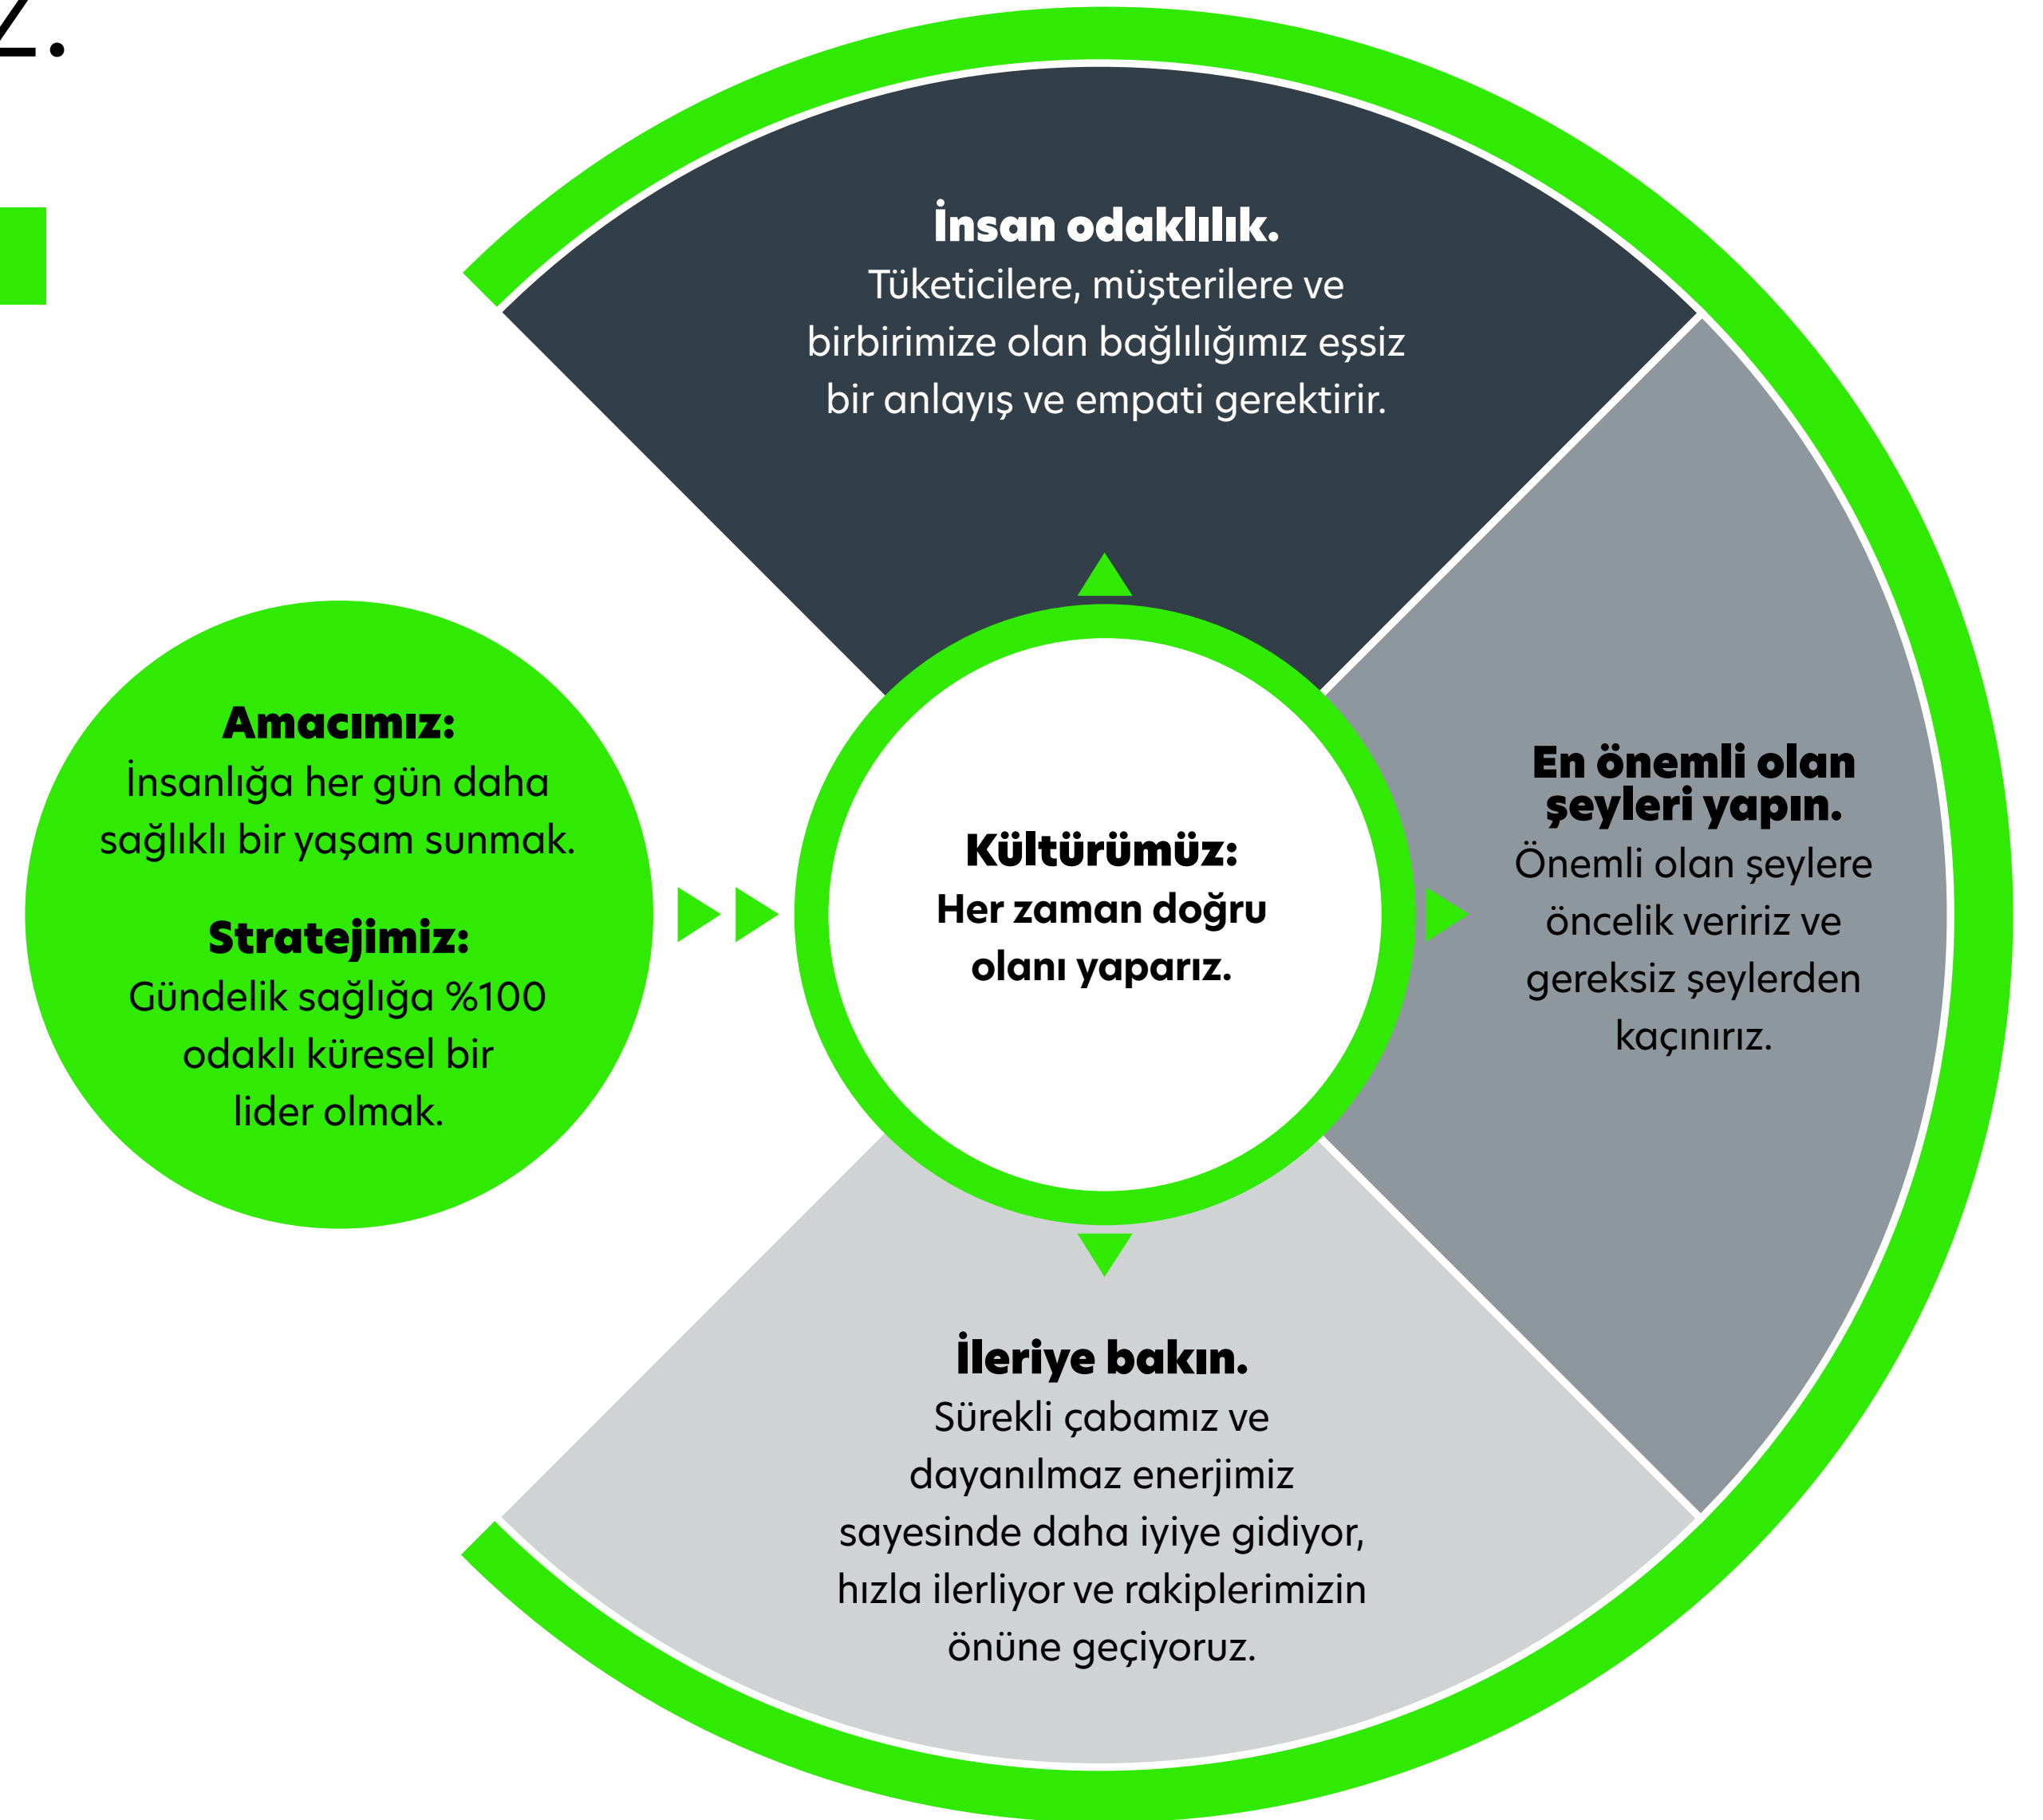 z.
İnsan odaklılık.
Tüketicilere, müşterilere ve
birbirimize olan bağlılığımız eşsiz
bir anlayış ve empati gerektirir.
Amacımız:
İnsanlığa her gün daha
sağlıklı bir yaşam sunmak.
Stratejimiz:
Gündelik sağlığa %100
odaklı küresel bir
lider olmak.
Kültürümüz:
Her zaman doğru
olanı yaparız.
En önemli olan
şeyleri yapın.
Önemli olan şeylere
öncelik veririz ve
gereksiz şeylerden
kaçınırız.
İleriye bakın.
Sürekli çabamız ve
dayanılmaz enerjimiz
sayesinde daha iyiye gidiyor,
hızla ilerliyor ve rakiplerimizin
önüne geçiyoruz.